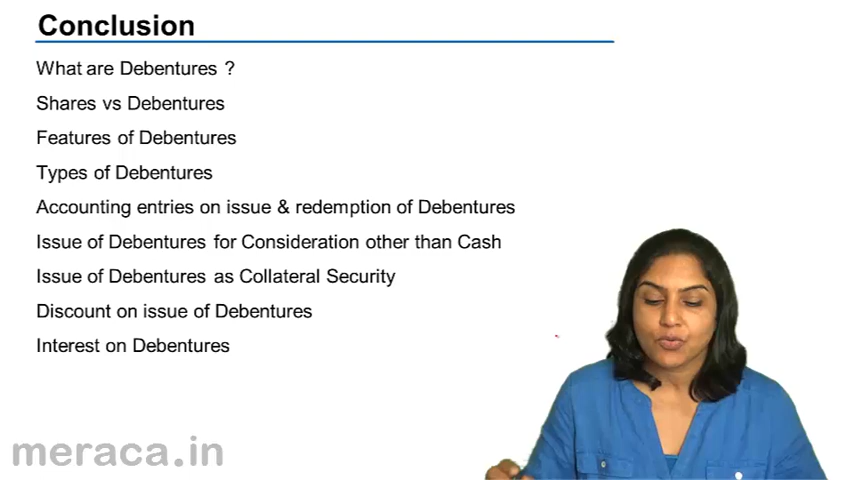 Conclusion
What are Debentures ?
Shares vs Debentures
Features of Debentures
Types of Debentures
Accounting entries on issue & redemption of Debentures
Issue of Debentures for Consideration other than Cash
Issue of Debentures as Collateral Security
Discount on issue of Debentures
Interest on Debentures
meraca.in